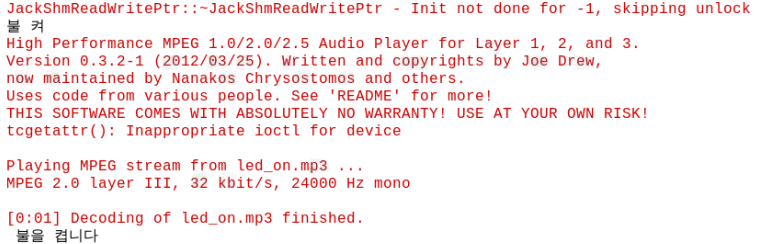 JackShmReadWritePtr::~JackShmReadWritePtr - Init not done for -1, skipping unlock
불 켜
High Performance MPEG 1.0/2.0/2.5 Audio Player for Layer 1, 2, and 3.
Version 0.3.2-1 (2012/03/25). Written and copyrights by Joe Drew,
now maintained by Nanakos Chrysostomos and others.
Uses code from various people. See 'README' for more!
THIS SOFTWARE COMES WITH ABSOLUTELY NO WARRANTY! USE AT YOUR OWN RISK!
tcgetattr(): Inappropriate ioctl for device
Playing MPEG stream from led_on.mp3 ...
MPEG 2.0 layer III, 32 kbit/s, 24000 Hz mono
[0:01] Decoding of led_on.mp3 finished.
불을 켭니다